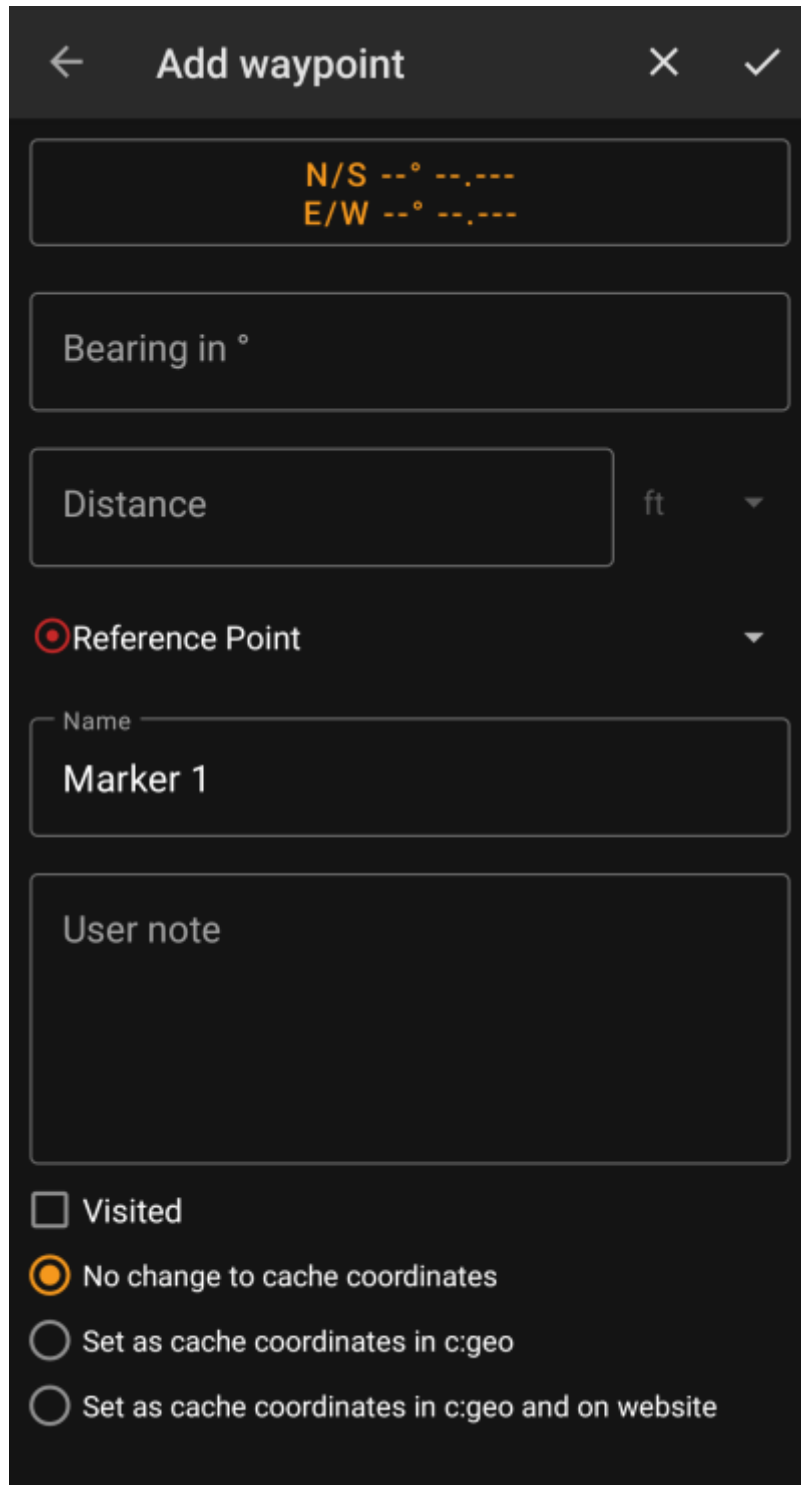 Add waypoint
N/S --° --.---
E/W --° --.---
Bearing in °
Distance
ft
Reference Point
Name
Marker 1
User note
Visited
No change to cache coordinates
Set as cache coordinates in c:geo
Set as cache coordinates in c:geo and on website